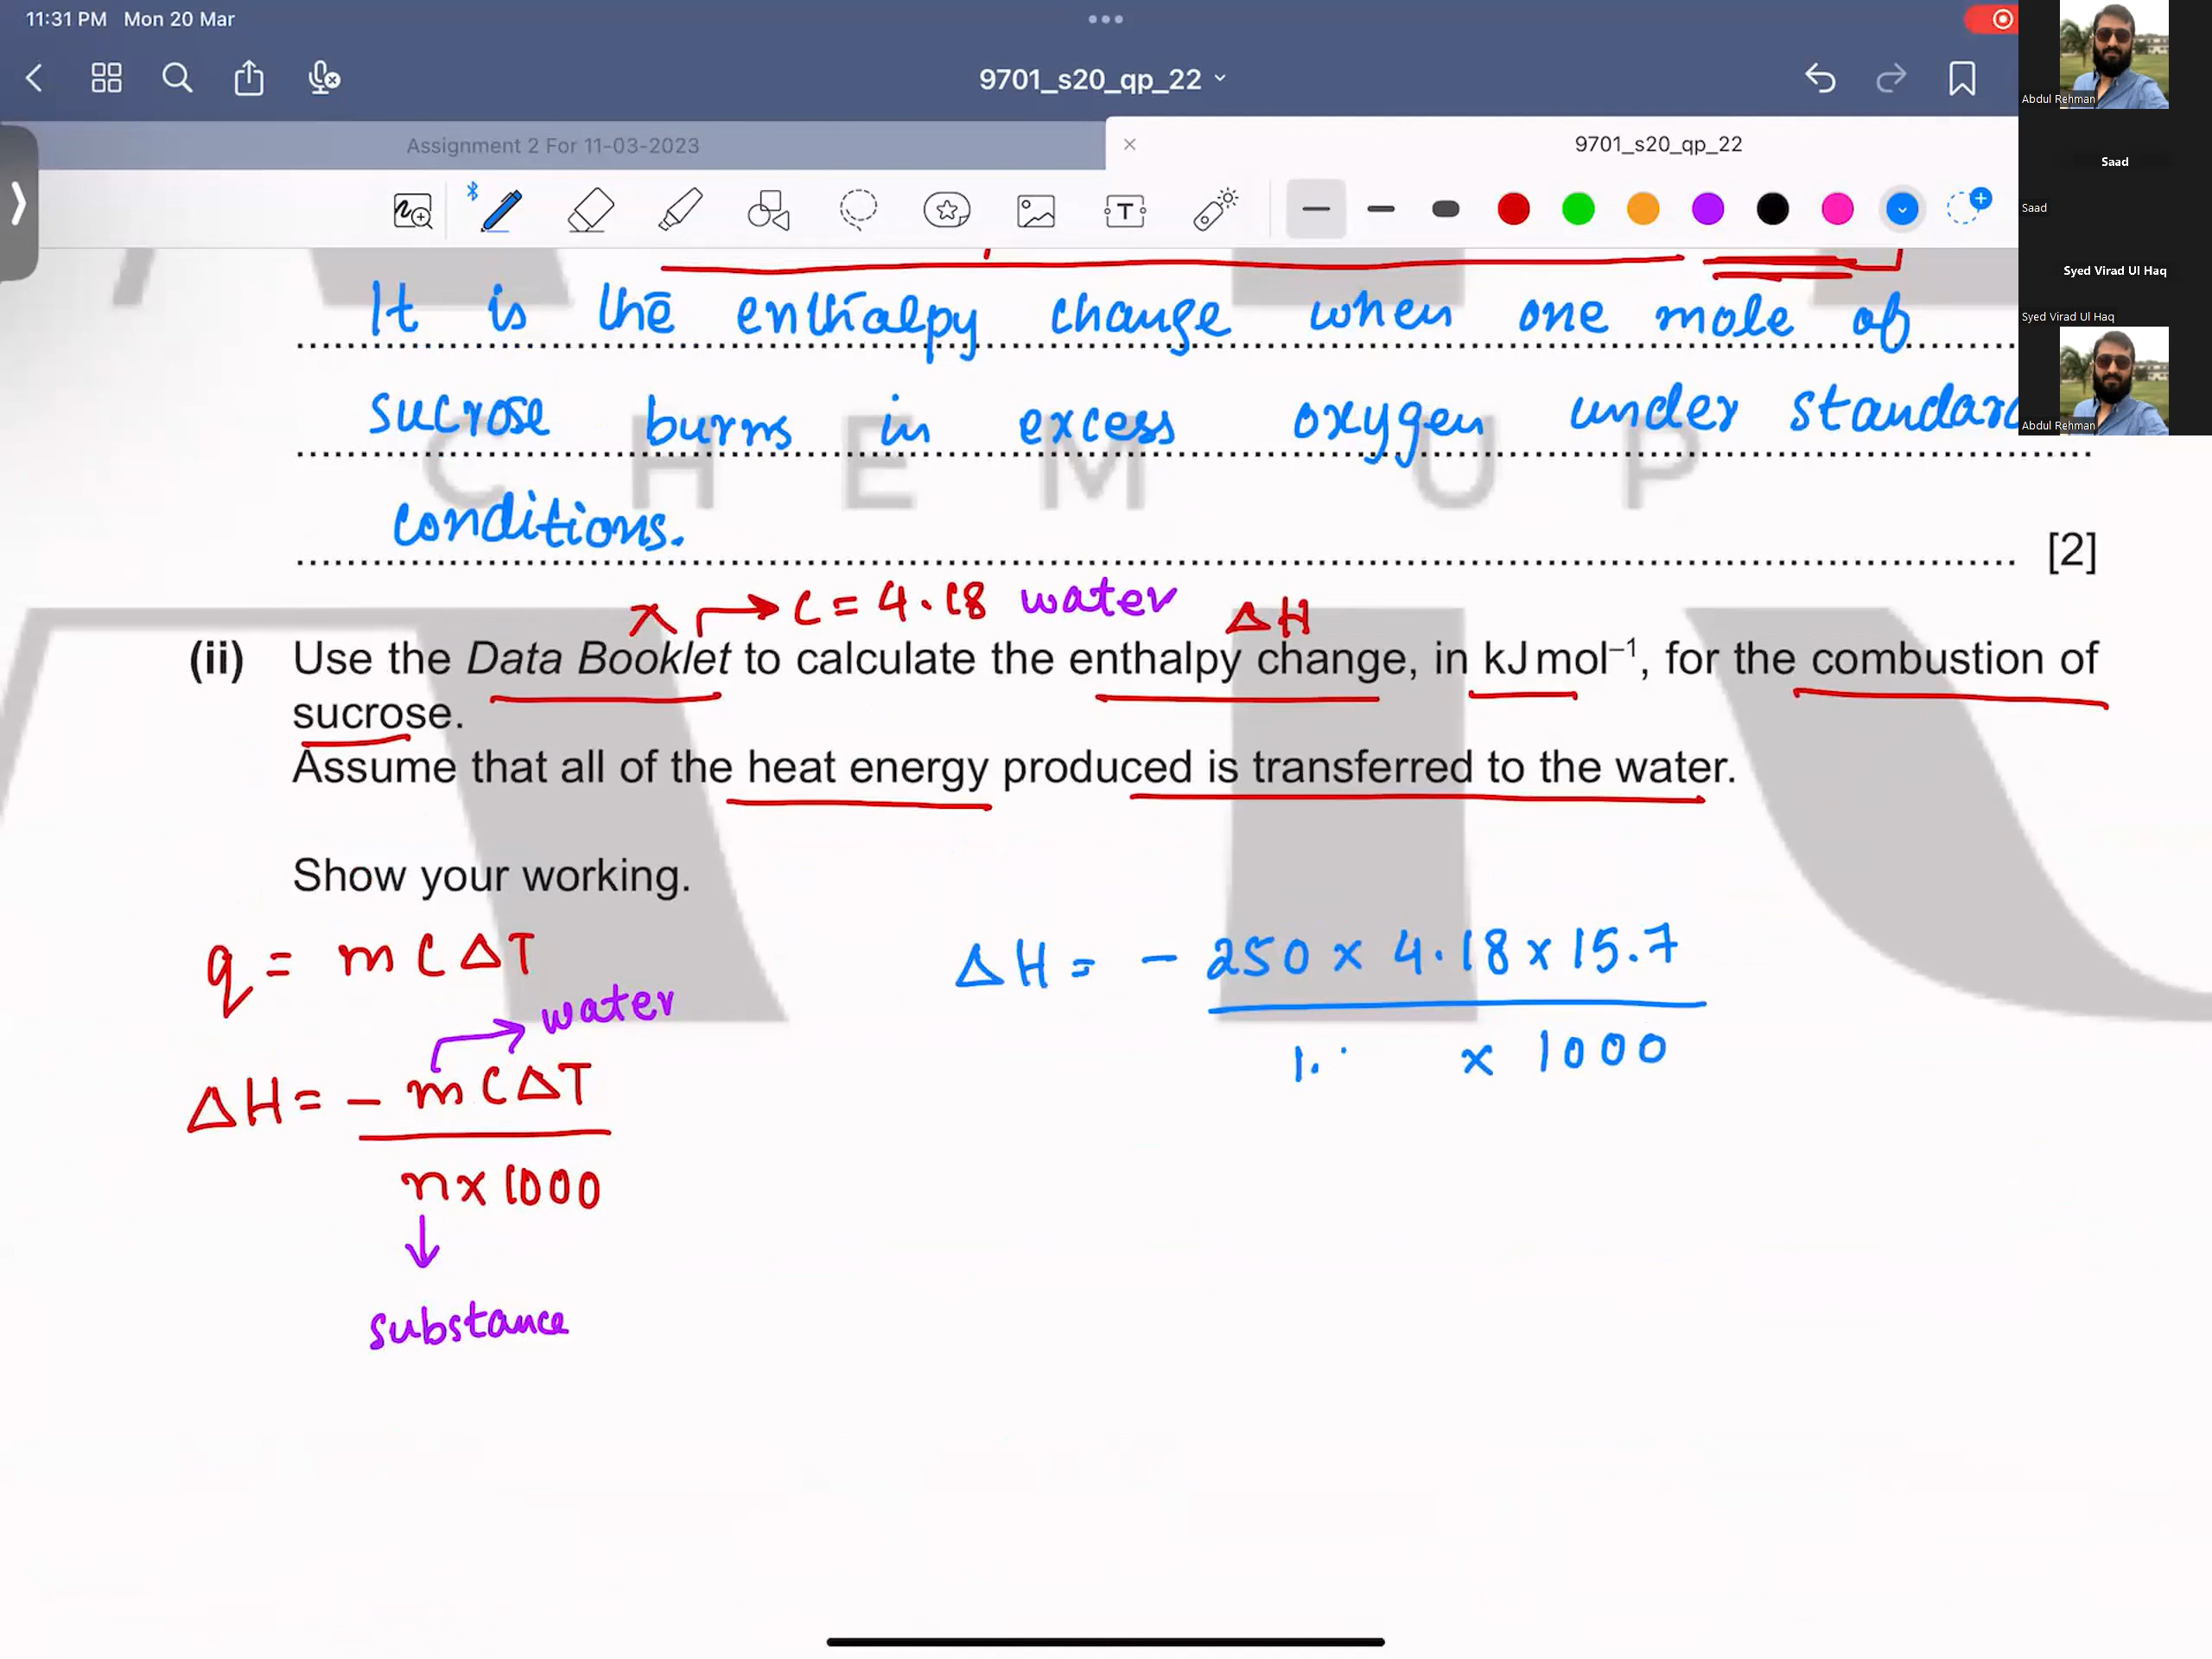 11:31 PM Mon 20 Mar
9701_s20_qp_22
Assignment 2 For 11-03-2023
9701_s20_qp_22
T
Abdul Rehman
Saad
Saad
Syed Virad Ul Haq
Syed Virad Ul Haq
Abdul Rehman
It is the enthalpy change when one mole of
sucrose burns in excess oxygen under standard
conditions.
[2]
C H E M U P
C = 4.18 water ΔH
(ii) Use the Data Booklet to calculate the enthalpy change, in kJ mol⁻¹, for the combustion of
sucrose.
Assume that all of the heat energy produced is transferred to the water.
Show your working.
q = m C ΔT
water
ΔH = - m C ΔT
n x 1000
substance
ΔH = - 250 x 4.18 x 15.7
1. x 1000